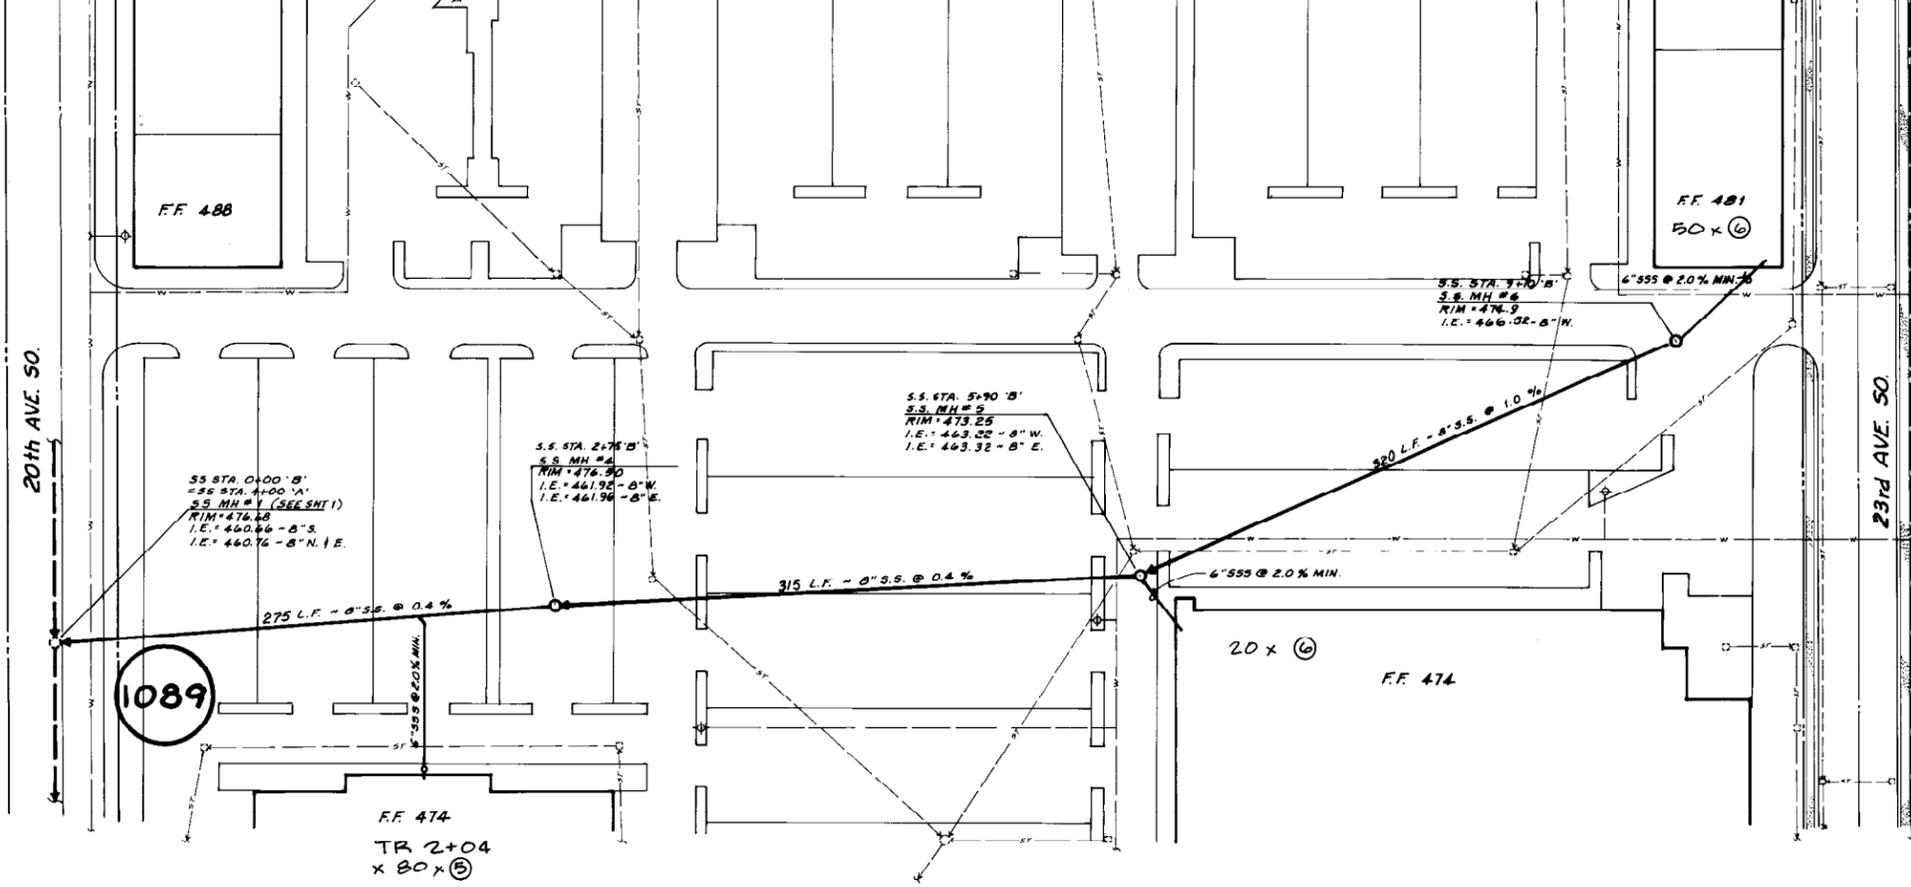 F.F. 488
F.F. 481
50 x 6
6" SSS @ 2.0% MIN.
S.S. STA. 9+10 'B'
S.S. MH #6
RIM = 474.9
I.E. = 466.52 - 8" W.
20th AVE. SO.
23rd AVE. SO.
S.S. STA. 5+90 'B'
S.S. MH #5
RIM = 473.25
I.E. = 463.22 - 8" W.
I.E. = 463.32 - 8" E.
320 L.F. ~ 8" S.S. @ 1.0 %
S.S. STA. 2+75 'B'
S.S. MH #4
RIM = 476.50
I.E. = 461.92 - 8" W.
I.E. = 461.96 - 8" E.
SS STA. 0+00 'B'
= SS STA. 4+00 'A'
SS MH #1 (SEE SHT 1)
RIM = 476.68
I.E. = 460.66 - 8" S.
I.E. = 460.76 - 8" N. & E.
275 L.F. ~ 8" S.S. @ 0.4 %
315 L.F. ~ 8" S.S. @ 0.4 %
6" SSS @ 2.0% MIN.
6" SSS @ 2.0% MIN.
1089
20 x 6
F.F. 474
F.F. 474
TR 2+04
x 80 x 5